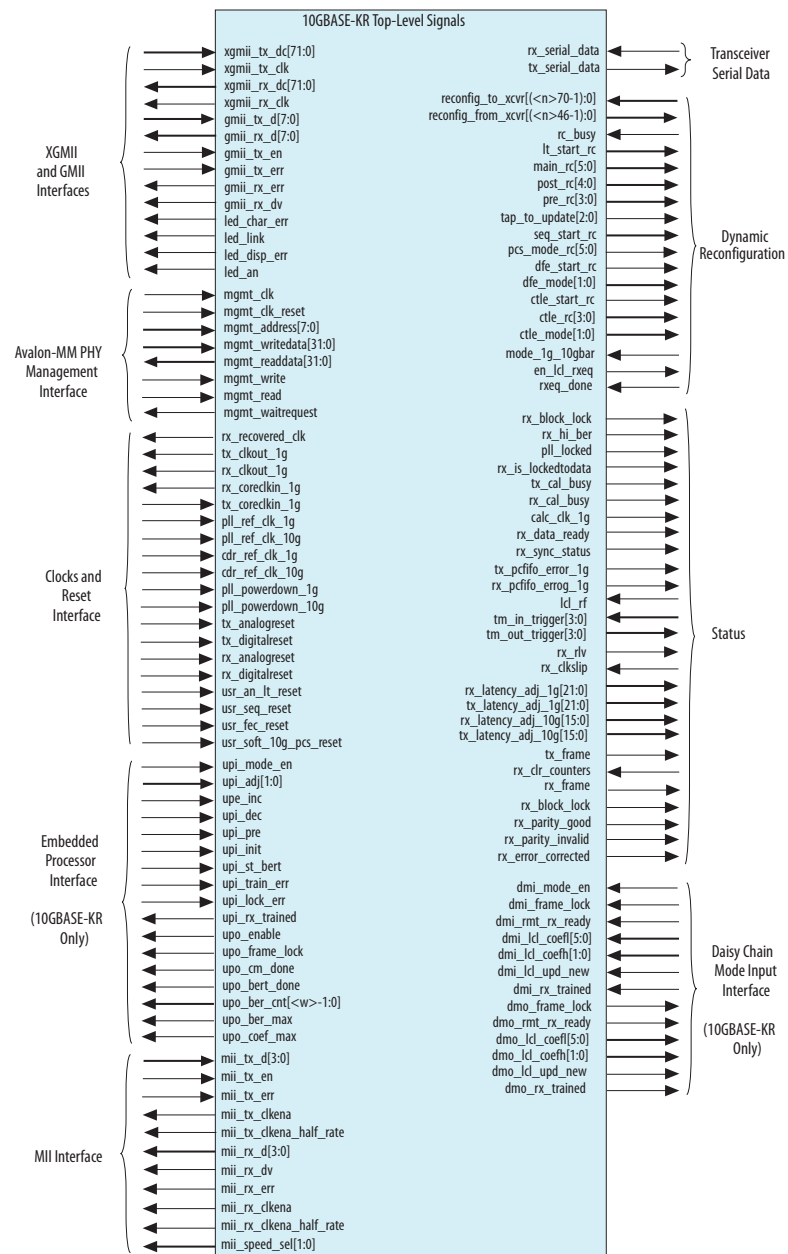 10GBASE-KR Top-Level Signals
XGMII
and GMII
Interfaces
xgmii_tx_dc[71:0]
xgmii_tx_clk
xgmii_rx_dc[71:0]
xgmii_rx_clk
gmii_tx_d[7:0]
gmii_rx_d[7:0]
gmii_tx_en
gmii_tx_err
gmii_rx_err
gmii_rx_dv
led_char_err
led_link
led_disp_err
led_an
Avalon-MM PHY
Management
Interface
mgmt_clk
mgmt_clk_reset
mgmt_address[7:0]
mgmt_writedata[31:0]
mgmt_readdata[31:0]
mgmt_write
mgmt_read
mgmt_waitrequest
Clocks and
Reset
Interface
rx_recovered_clk
tx_clkout_1g
rx_clkout_1g
rx_coreclkin_1g
tx_coreclkin_1g
pll_ref_clk_1g
pll_ref_clk_10g
cdr_ref_clk_1g
cdr_ref_clk_10g
pll_powerdown_1g
pll_powerdown_10g
tx_analogreset
tx_digitalreset
rx_analogreset
rx_digitalreset
usr_an_lt_reset
usr_seq_reset
usr_fec_reset
usr_soft_10g_pcs_reset
Embedded
Processor
Interface
(10GBASE-KR
Only)
upi_mode_en
upi_adj[1:0]
upe_inc
upi_dec
upi_pre
upi_init
upi_st_bert
upi_train_err
upi_lock_err
upi_rx_trained
upo_enable
upo_frame_lock
upo_cm_done
upo_bert_done
upo_ber_cnt[<w>-1:0]
upo_ber_max
upo_coef_max
MII Interface
mii_tx_d[3:0]
mii_tx_en
mii_tx_err
mii_tx_clkena
mii_tx_clkena_half_rate
mii_rx_d[3:0]
mii_rx_dv
mii_rx_err
mii_rx_clkena
mii_rx_clkena_half_rate
mii_speed_sel[1:0]
rx_serial_data
tx_serial_data
Transceiver
Serial Data
reconfig_to_xcvr[(<n>70-1):0]
reconfig_from_xcvr[(<n>46-1):0]
rc_busy
lt_start_rc
main_rc[5:0]
post_rc[4:0]
pre_rc[3:0]
tap_to_update[2:0]
seq_start_rc
pcs_mode_rc[5:0]
dfe_start_rc
dfe_mode[1:0]
ctle_start_rc
ctle_rc[3:0]
ctle_mode[1:0]
mode_1g_10gbar
en_lcl_rxeq
rxeq_done
Dynamic
Reconfiguration
rx_block_lock
rx_hi_ber
pll_locked
rx_is_lockedtodata
tx_cal_busy
rx_cal_busy
calc_clk_1g
rx_data_ready
rx_sync_status
tx_pcfifo_error_1g
rx_pcfifo_errog_1g
lcl_rf
tm_in_trigger[3:0]
tm_out_trigger[3:0]
rx_rlv
rx_clkslip
rx_latency_adj_1g[21:0]
tx_latency_adj_1g[21:0]
rx_latency_adj_10g[15:0]
tx_latency_adj_10g[15:0]
tx_frame
rx_clr_counters
rx_frame
rx_block_lock
rx_parity_good
rx_parity_invalid
rx_error_corrected
Status
dmi_mode_en
dmi_frame_lock
dmi_rmt_rx_ready
dmi_lcl_coefl[5:0]
dmi_lcl_coefh[1:0]
dmi_lcl_upd_new
dmi_rx_trained
dmo_frame_lock
dmo_rmt_rx_ready
dmo_lcl_coefl[5:0]
dmo_lcl_coefh[1:0]
dmo_lcl_upd_new
dmo_rx_trained
Daisy Chain
Mode Input
Interface
(10GBASE-KR
Only)